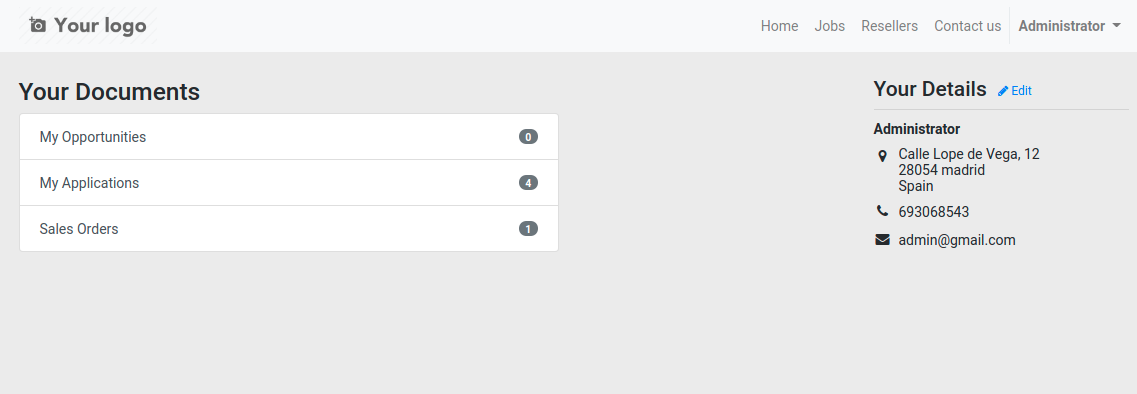 Your logo
Home Jobs Resellers Contact us Administrator
Your Documents
My Opportunities 0
My Applications 4
Sales Orders 1
Your Details Edit
Administrator
Calle Lope de Vega, 12
28054 madrid
Spain
693068543
admin@gmail.com